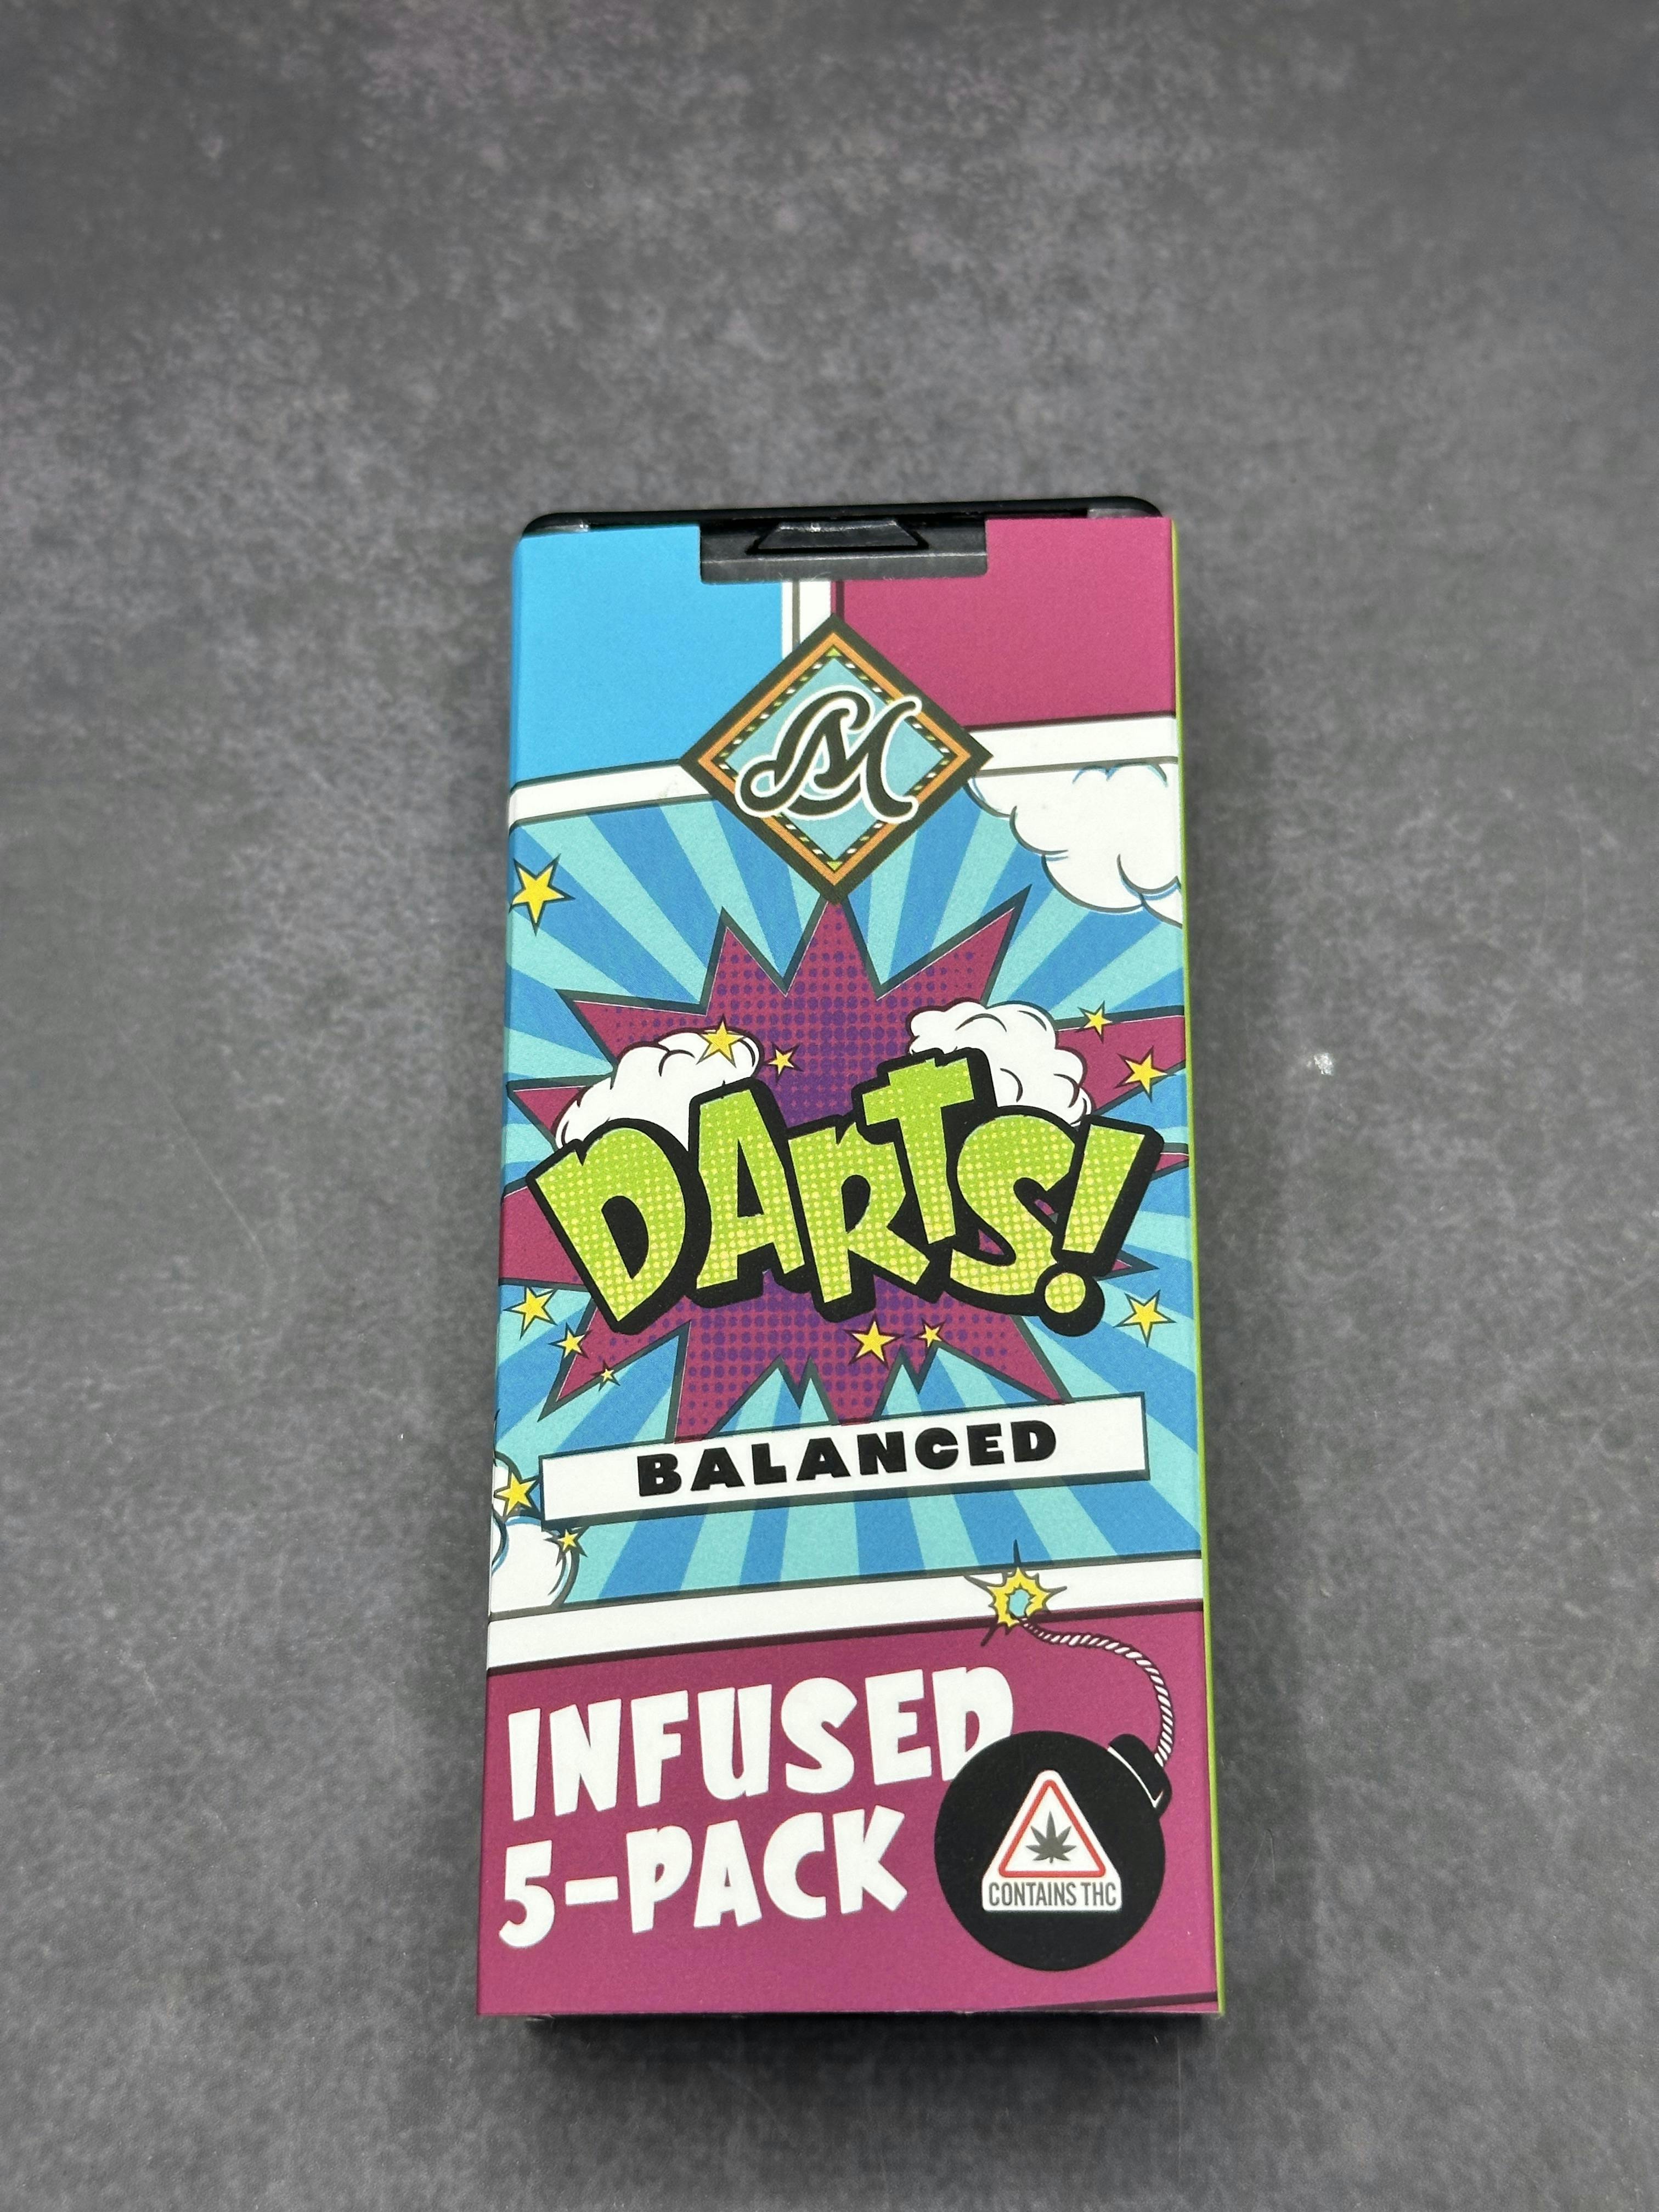 M
DARTS!
BALANCED
INFUSED
5-PACK
CONTAINS THC